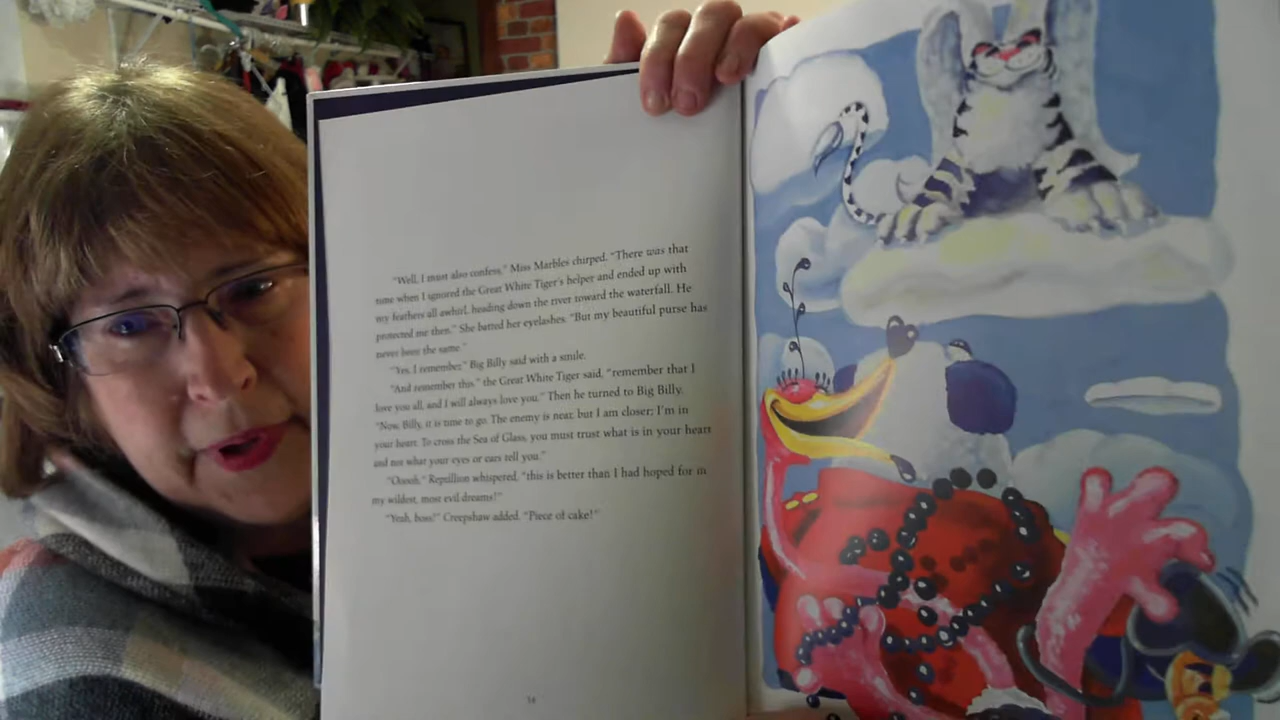 "Well, I must also confess," Miss Marbles chirped. "There was that
time when I ignored the Great White Tiger's helper and ended up with
my feathers all awhirl, heading down the river toward the waterfall. He
protected me then." She batted her eyelashes. "But my beautiful purse has
never been the same."
"Yes, I remember," Big Billy said with a smile.
"And remember this," the Great White Tiger said, "remember that I
love you all, and I will always love you." Then he turned to Big Billy.
"Now, Billy, it is time to go. The enemy is near, but I am closer; I'm in
your heart. To cross the Sea of Glass, you must trust what is in your heart
and not what your eyes or ears tell you."
"Ooooh," Reptillion whispered, "this is better than I had hoped for in
my wildest, most evil dreams!"
"Yeah, boss!" Creepshaw added. "Piece of cake!"